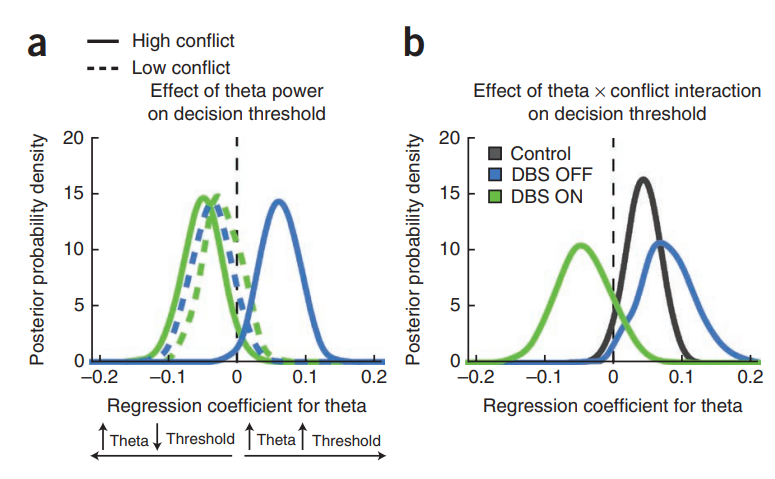 a
High conflict
Low conflict
Effect of theta power
on decision threshold
Posterior probability density
20
15
10
5
0
−0.2
−0.1
0
0.1
0.2
Regression coefficient for theta
↑ Theta ↓ Threshold
↑ Theta ↑ Threshold
b
Effect of theta × conflict interaction
on decision threshold
Control
DBS OFF
DBS ON
Posterior probability density
20
15
10
5
0
−0.2
−0.1
0
0.1
0.2
Regression coefficient for theta